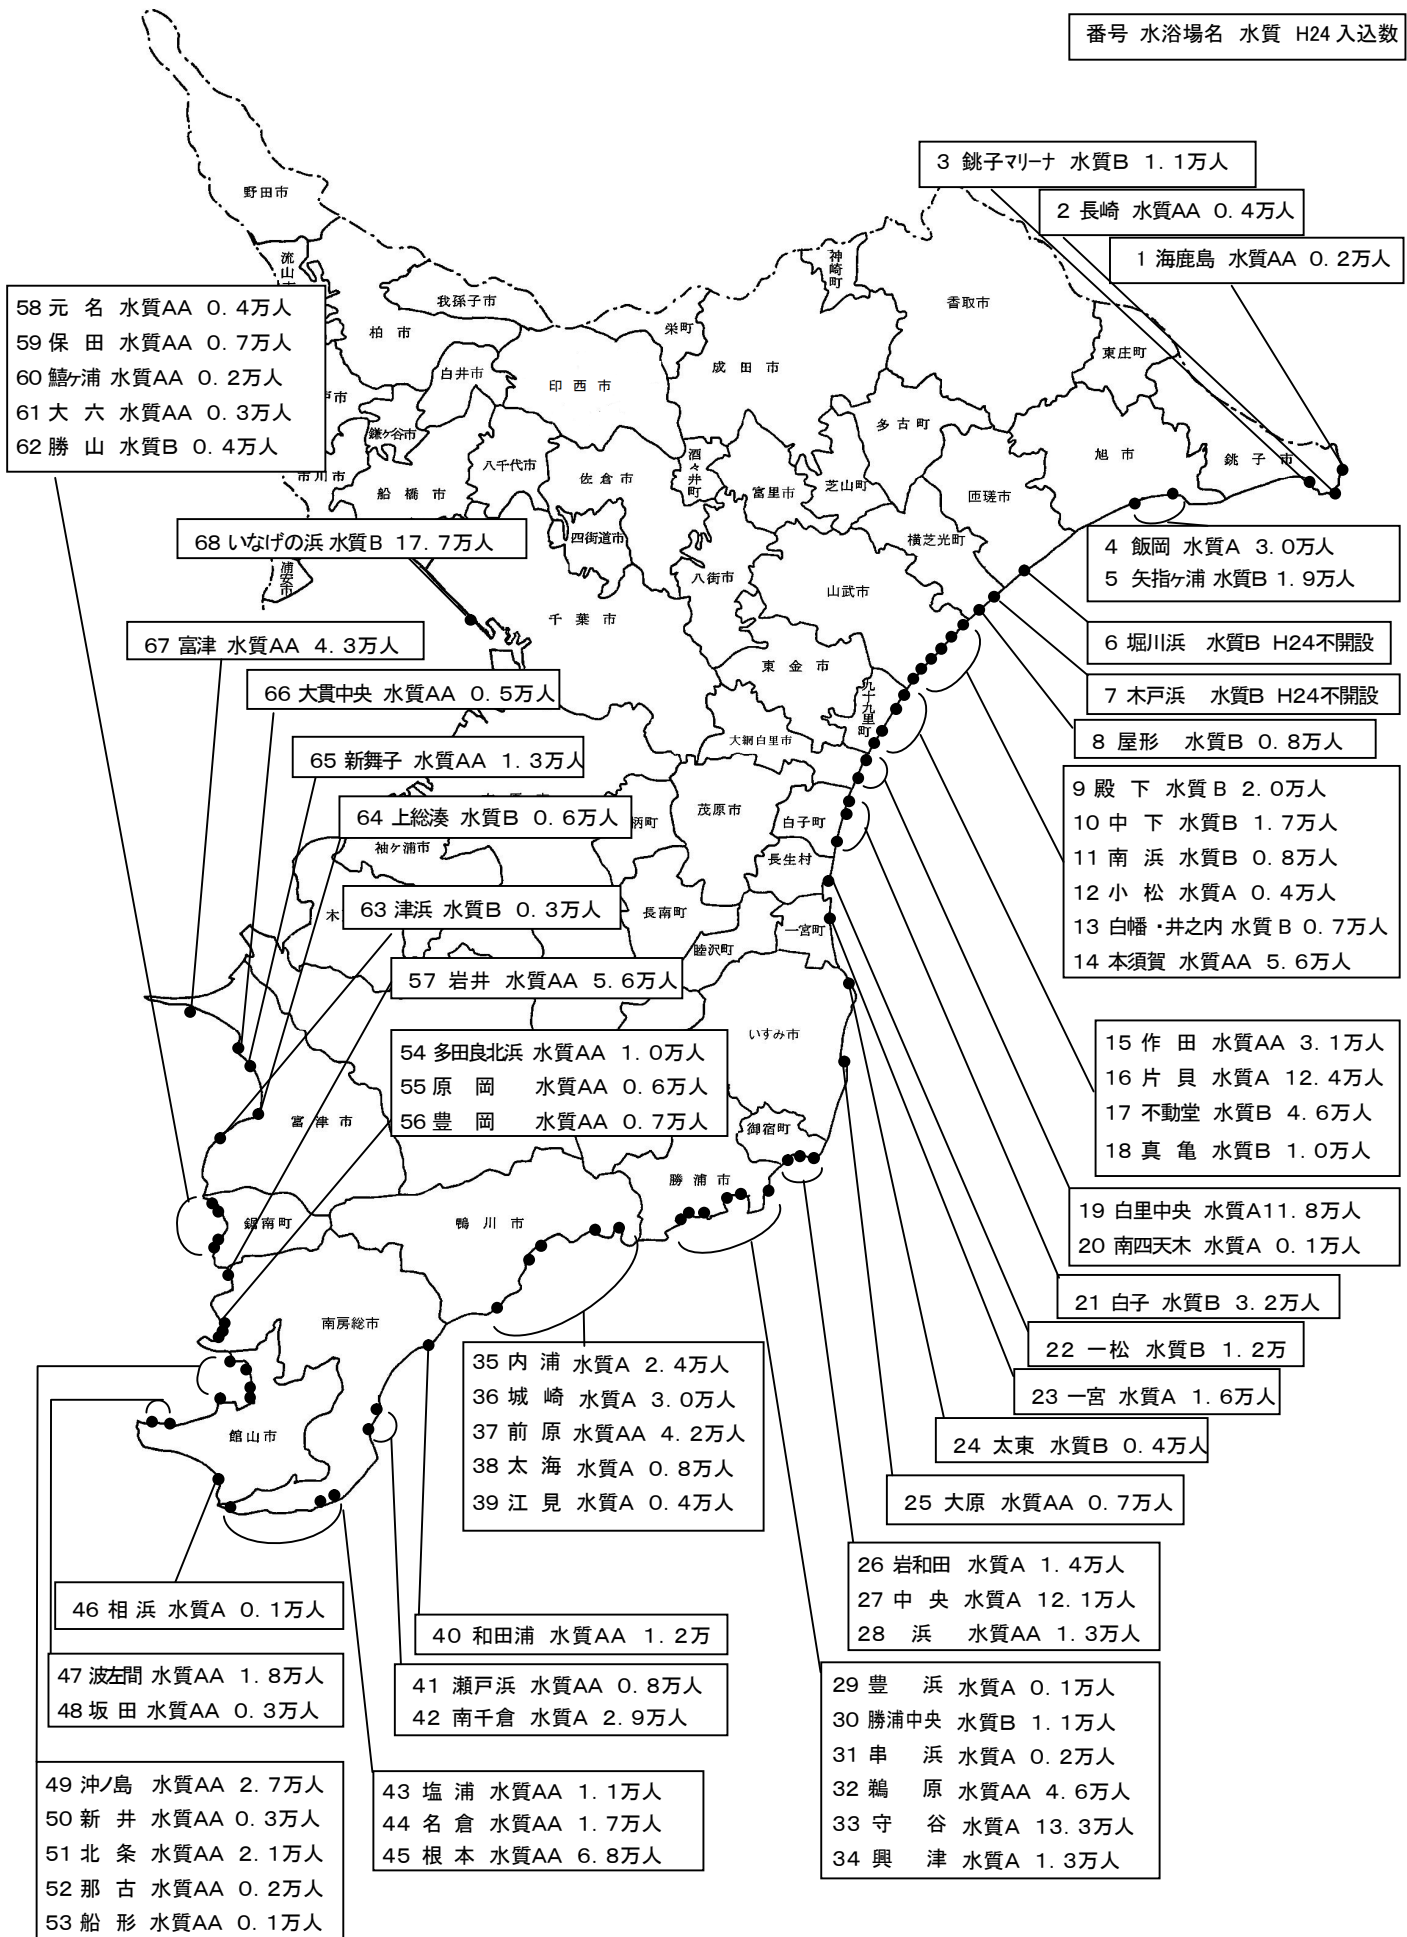 番号 水浴場名 水質 H24入込数
3 銚子マリーナ 水質B 1.1万人
2 長崎 水質AA 0.4万人
1 海鹿島 水質AA 0.2万人
野田市
流山
我孫子市
柏市
神崎町
香取市
栄町
成田市
東庄町
白井市
印西市
58 元名 水質AA 0.4万人
59 保田 水質AA 0.7万人
60 鱚ヶ浦 水質AA 0.2万人
61 大六 水質AA 0.3万人
62 勝山 水質B 0.4万人
戸市
鎌ケ谷市
市川市
船橋市
八千代市
佐倉市
酒々井町
富里市
芝山町
多古町
匝瑳市
旭市
銚子市
浦安市
四街道市
八街市
横芝光町
山武市
千葉市
東金市
九十九里町
大網白里市
68 いなげの浜 水質B 17.7万人
4 飯岡 水質A 3.0万人
5 矢指ヶ浦 水質B 1.9万人
6 堀川浜 水質B H24不開設
7 木戸浜 水質B H24不開設
8 屋形 水質B 0.8万人
67 富津 水質AA 4.3万人
66 大貫中央 水質AA 0.5万人
65 新舞子 水質AA 1.3万人
64 上総湊 水質B 0.6万人
柄町
茂原市
白子町
袖ケ浦市
長生村
9 殿下 水質B 2.0万人
10 中下 水質B 1.7万人
11 南浜 水質B 0.8万人
12 小松 水質A 0.4万人
13 白幡・井之内 水質B 0.7万人
14 本須賀 水質AA 5.6万人
木
63 津浜 水質B 0.3万人
長南町
一宮町
睦沢町
57 岩井 水質AA 5.6万人
いすみ市
54 多田良北浜 水質AA 1.0万人
55 原岡 水質AA 0.6万人
56 豊岡 水質AA 0.7万人
15 作田 水質AA 3.1万人
16 片貝 水質A 12.4万人
17 不動堂 水質B 4.6万人
18 真亀 水質B 1.0万人
富津市
御宿町
勝浦市
鋸南町
鴨川市
19 白里中央 水質A11.8万人
20 南四天木 水質A 0.1万人
21 白子 水質B 3.2万人
南房総市
22 一松 水質B 1.2万
23 一宮 水質A 1.6万人
24 太東 水質B 0.4万人
25 大原 水質AA 0.7万人
館山市
35 内浦 水質A 2.4万人
36 城崎 水質A 3.0万人
37 前原 水質AA 4.2万人
38 太海 水質A 0.8万人
39 江見 水質A 0.4万人
26 岩和田 水質A 1.4万人
27 中央 水質A 12.1万人
28 浜 水質AA 1.3万人
46 相浜 水質A 0.1万人
40 和田浦 水質AA 1.2万
47 波左間 水質AA 1.8万人
48 坂田 水質AA 0.3万人
41 瀬戸浜 水質AA 0.8万人
42 南千倉 水質A 2.9万人
29 豊浜 水質A 0.1万人
30 勝浦中央 水質B 1.1万人
31 串浜 水質A 0.2万人
32 鵜原 水質AA 4.6万人
33 守谷 水質A 13.3万人
34 興津 水質A 1.3万人
49 沖ノ島 水質AA 2.7万人
50 新井 水質AA 0.3万人
51 北条 水質AA 2.1万人
52 那古 水質AA 0.2万人
53 船形 水質AA 0.1万人
43 塩浦 水質AA 1.1万人
44 名倉 水質AA 1.7万人
45 根本 水質AA 6.8万人